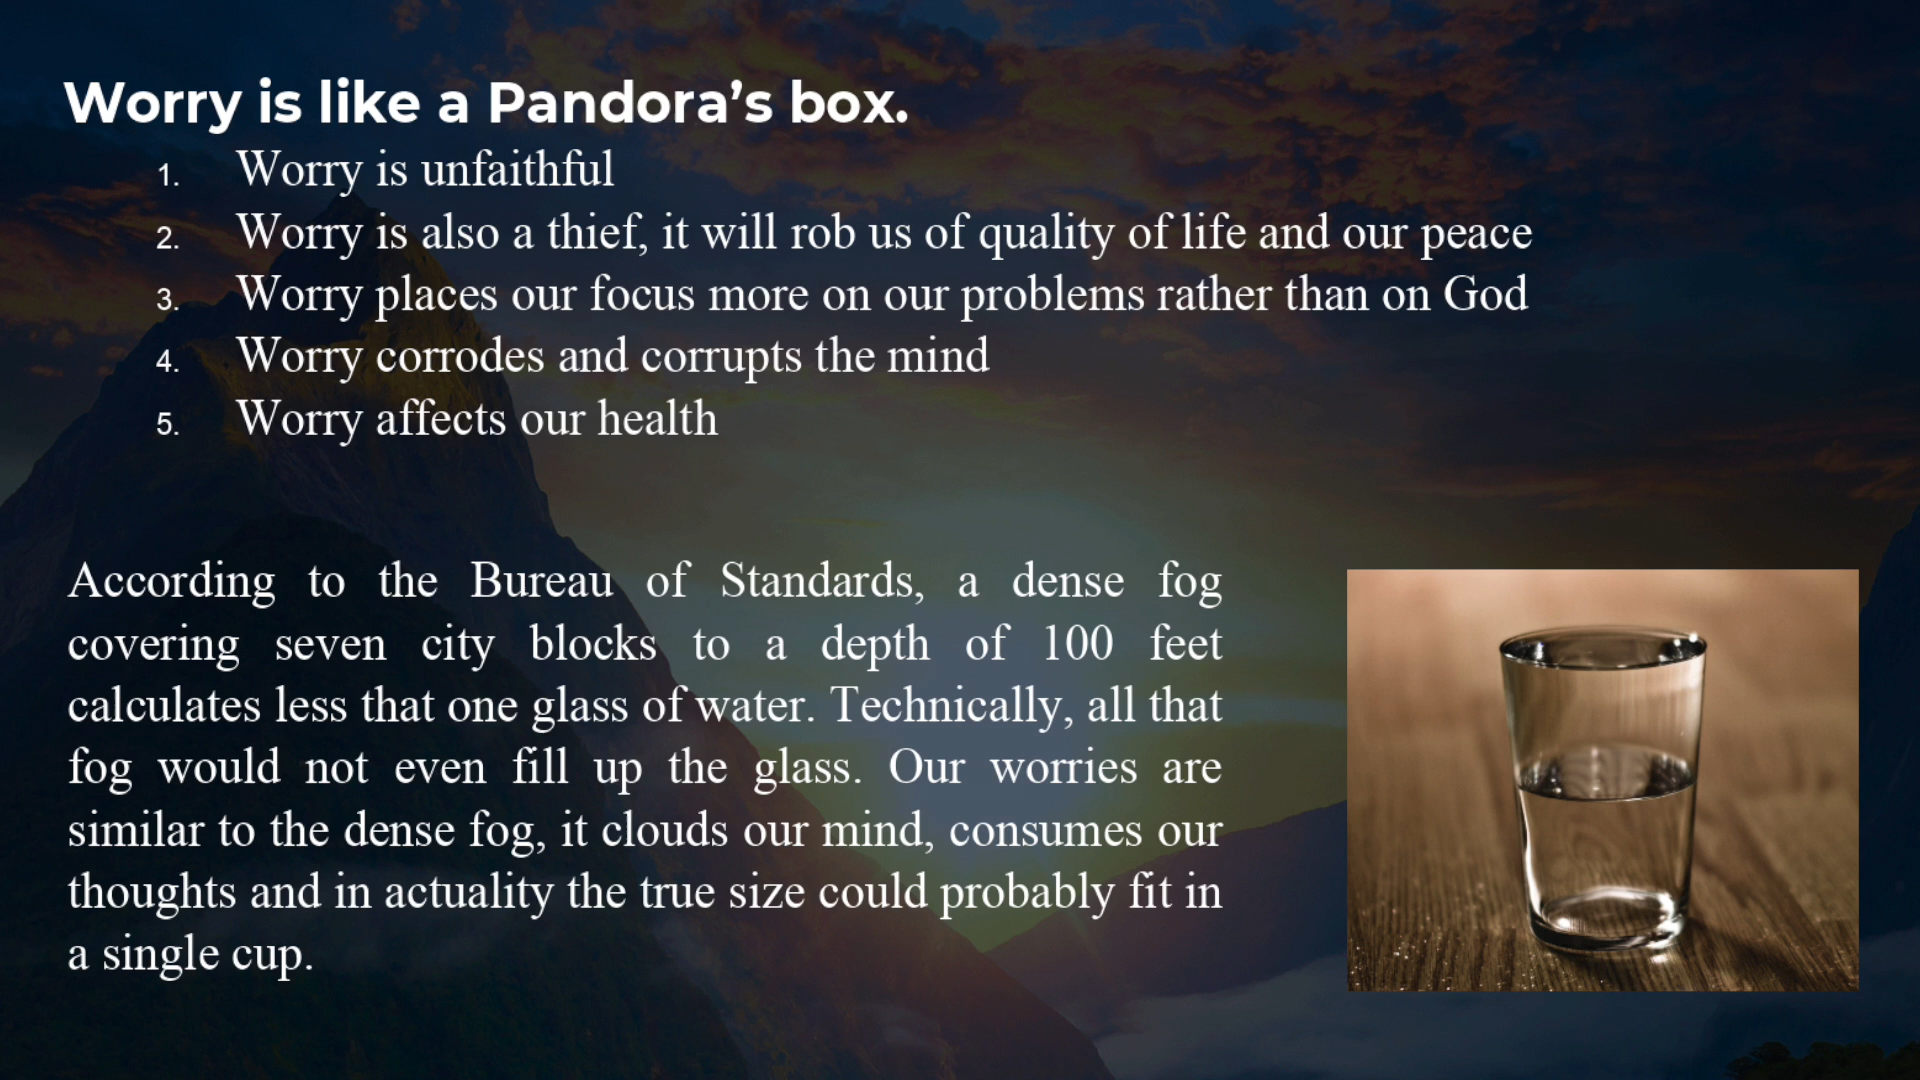 Worry is like a Pandora’s box.
1. Worry is unfaithful
2. Worry is also a thief, it will rob us of quality of life and our peace
3. Worry places our focus more on our problems rather than on God
4. Worry corrodes and corrupts the mind
5. Worry affects our health
According to the Bureau of Standards, a dense fog
covering seven city blocks to a depth of 100 feet
calculates less that one glass of water. Technically, all that
fog would not even fill up the glass. Our worries are
similar to the dense fog, it clouds our mind, consumes our
thoughts and in actuality the true size could probably fit in
a single cup.